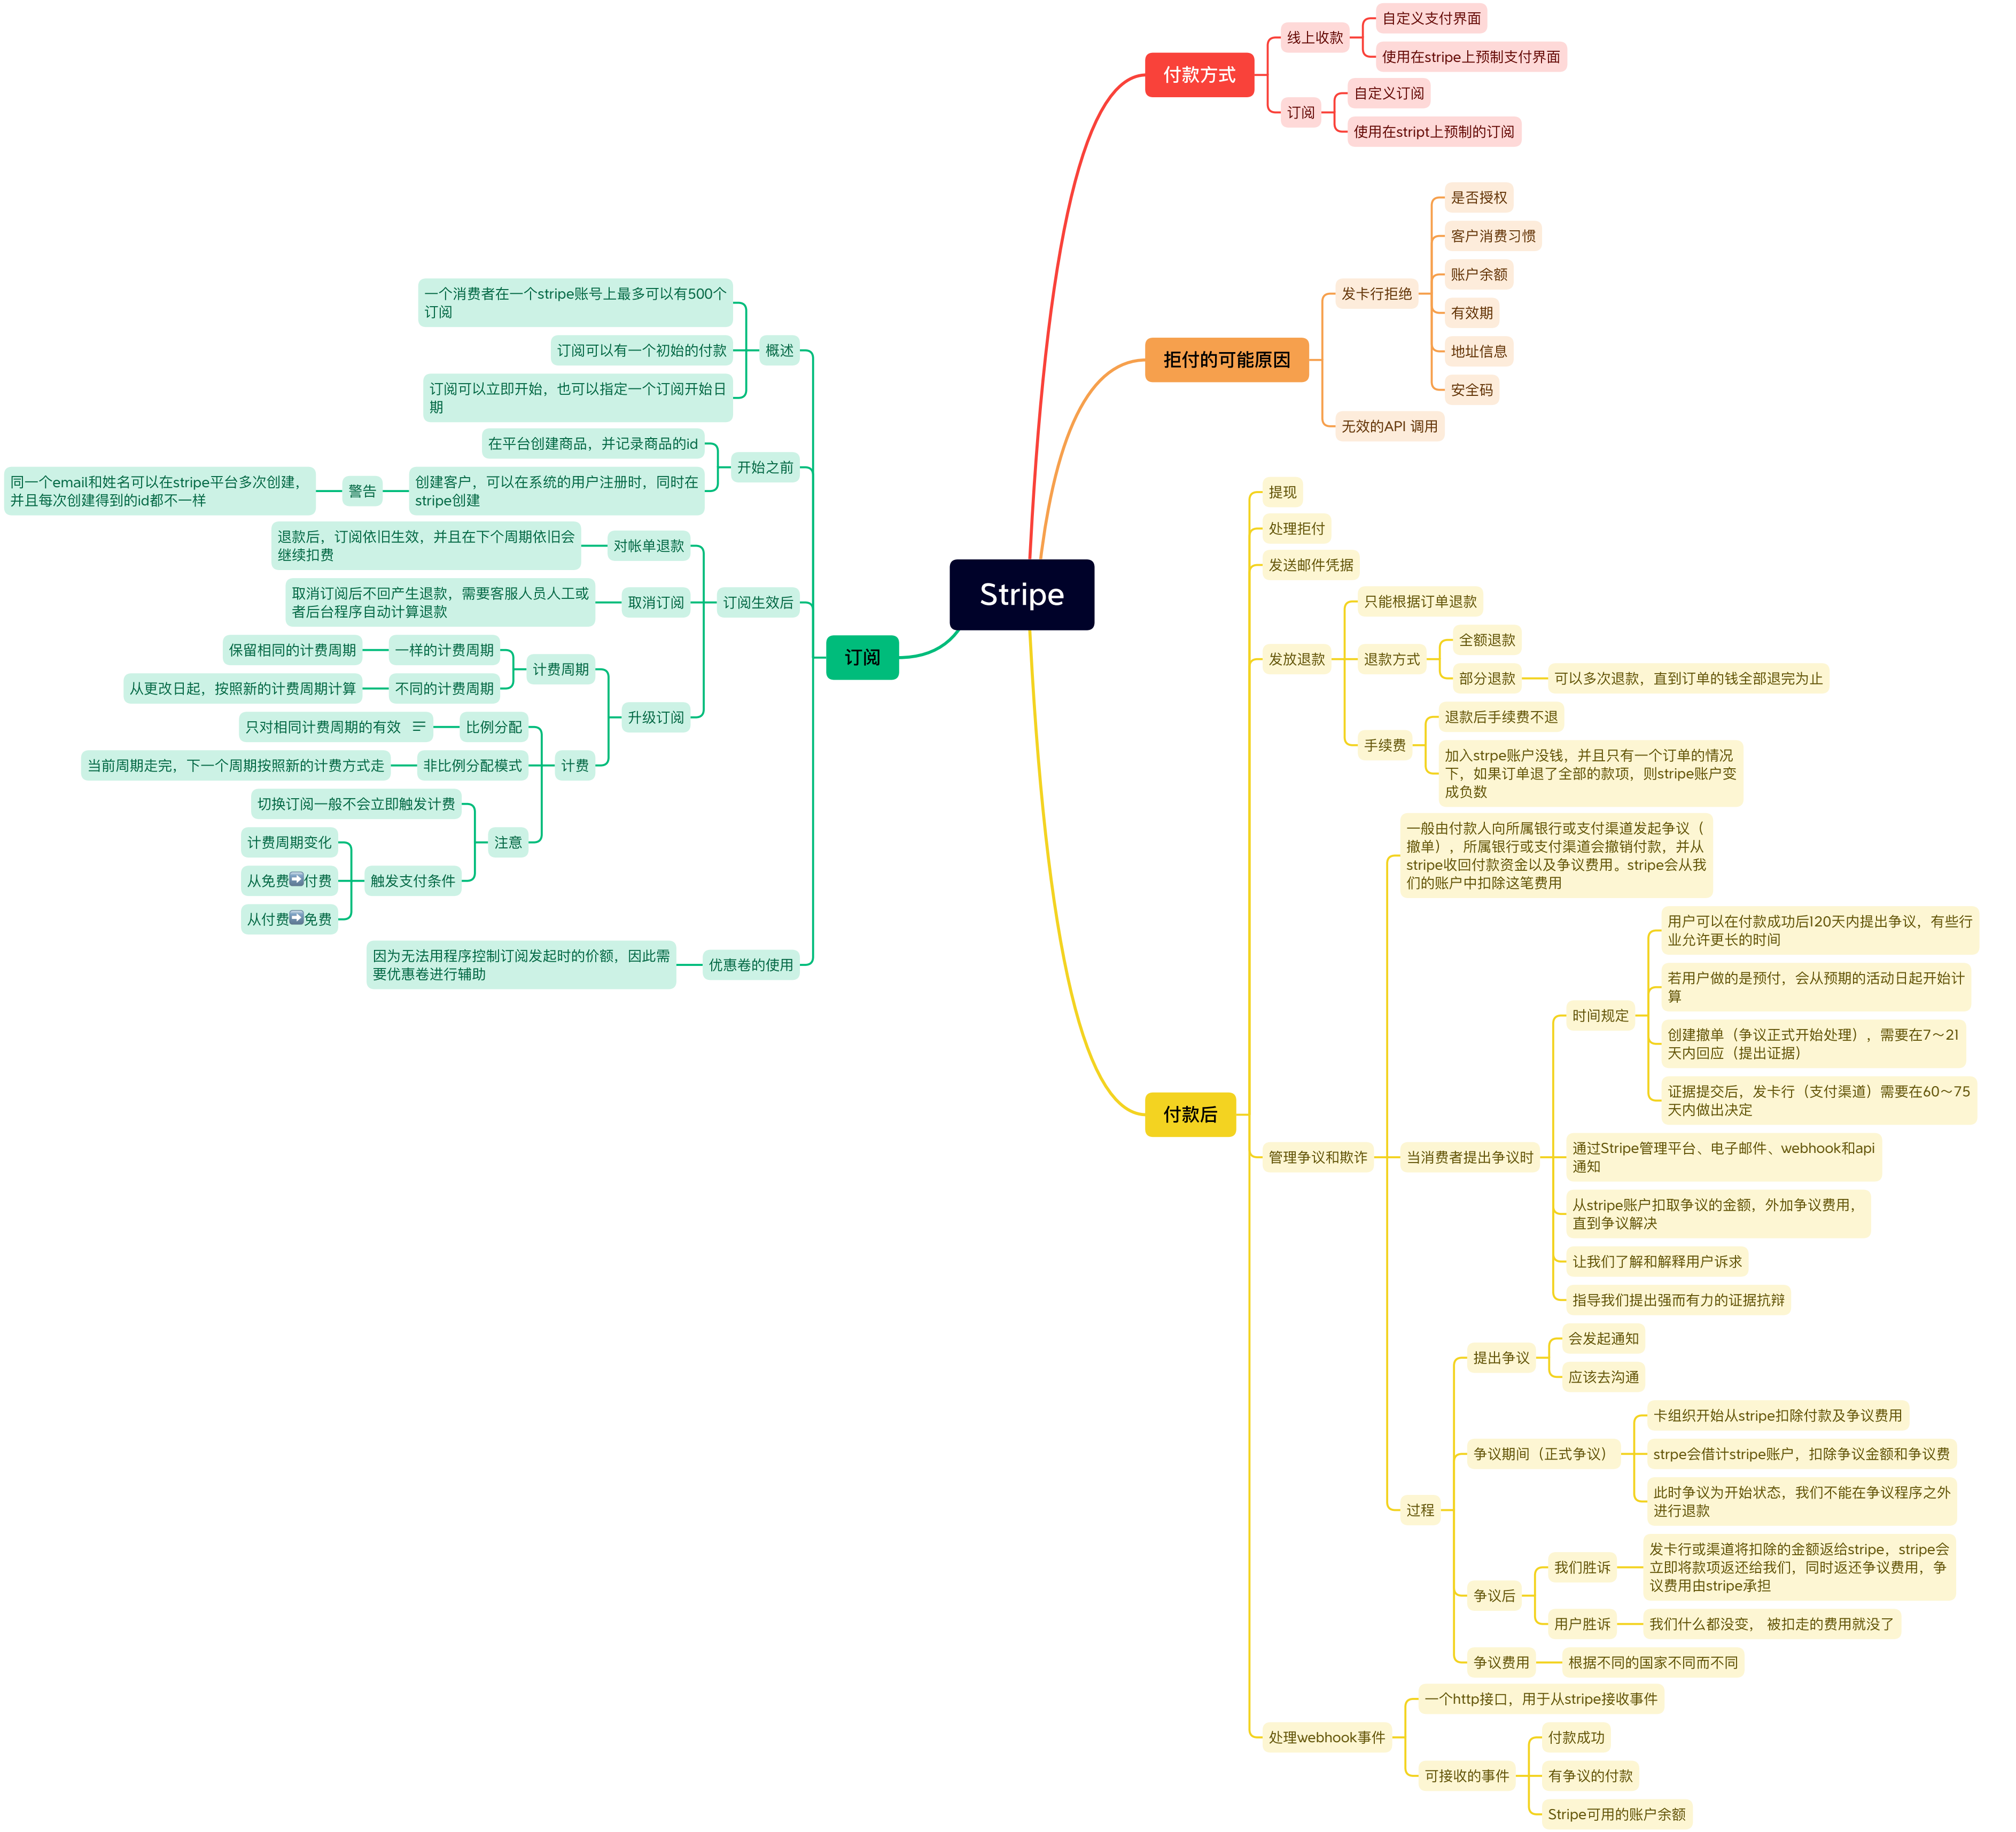 Stripe
付款方式
线上收款
自定义支付界面
使用在stripe上预制支付界面
订阅
自定义订阅
使用在stript上预制的订阅
拒付的可能原因
发卡行拒绝
是否授权
客户消费习惯
账户余额
有效期
地址信息
安全码
无效的API 调用
付款后
提现
处理拒付
发送邮件凭据
发放退款
只能根据订单退款
退款方式
全额退款
部分退款
可以多次退款，直到订单的钱全部退完为止
手续费
退款后手续费不退
加入strpe账户没钱，并且只有一个订单的情况
下，如果订单退了全部的款项，则stripe账户变
成负数
管理争议和欺诈
一般由付款人向所属银行或支付渠道发起争议（
撤单），所属银行或支付渠道会撤销付款，并从
stripe收回付款资金以及争议费用。stripe会从我
们的账户中扣除这笔费用
当消费者提出争议时
时间规定
用户可以在付款成功后120天内提出争议，有些行
业允许更长的时间
若用户做的是预付，会从预期的活动日起开始计
算
创建撤单（争议正式开始处理），需要在7～21
天内回应（提出证据）
证据提交后，发卡行（支付渠道）需要在60～75
天内做出决定
通过Stripe管理平台、电子邮件、webhook和api
通知
从stripe账户扣取争议的金额，外加争议费用，
直到争议解决
让我们了解和解释用户诉求
指导我们提出强而有力的证据抗辩
过程
提出争议
会发起通知
应该去沟通
争议期间（正式争议）
卡组织开始从stripe扣除付款及争议费用
strpe会借计stripe账户，扣除争议金额和争议费
此时争议为开始状态，我们不能在争议程序之外
进行退款
争议后
我们胜诉
发卡行或渠道将扣除的金额返给stripe，stripe会
立即将款项返还给我们，同时返还争议费用，争
议费用由stripe承担
用户胜诉
我们什么都没变， 被扣走的费用就没了
争议费用
根据不同的国家不同而不同
处理webhook事件
一个http接口，用于从stripe接收事件
可接收的事件
付款成功
有争议的付款
Stripe可用的账户余额
订阅
概述
一个消费者在一个stripe账号上最多可以有500个
订阅
订阅可以有一个初始的付款
订阅可以立即开始，也可以指定一个订阅开始日
期
开始之前
在平台创建商品，并记录商品的id
创建客户，可以在系统的用户注册时，同时在
stripe创建
警告
同一个email和姓名可以在stripe平台多次创建，
并且每次创建得到的id都不一样
订阅生效后
对帐单退款
退款后，订阅依旧生效，并且在下个周期依旧会
继续扣费
取消订阅
取消订阅后不回产生退款，需要客服人员人工或
者后台程序自动计算退款
升级订阅
计费周期
一样的计费周期
保留相同的计费周期
不同的计费周期
从更改日起，按照新的计费周期计算
计费
比例分配
只对相同计费周期的有效
非比例分配模式
当前周期走完，下一个周期按照新的计费方式走
注意
切换订阅一般不会立即触发计费
触发支付条件
计费周期变化
从免费➡️付费
从付费➡️免费
优惠卷的使用
因为无法用程序控制订阅发起时的价额，因此需
要优惠卷进行辅助